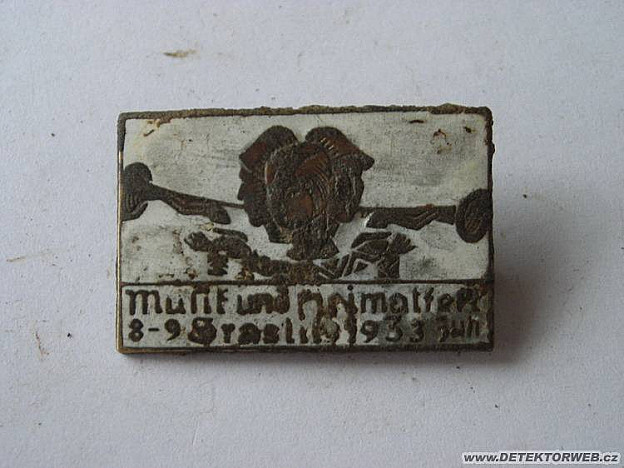 Musik und Heimatfest
8-9 Graslitz 1933 Juli
www.DETEKTORWEB.cz